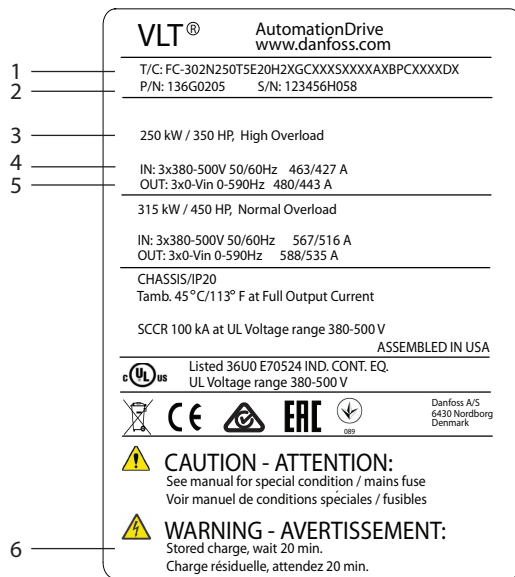 VLT® AutomationDrive
www.danfoss.com
1 T/C: FC-302N250T5E20H2XGCXXXSXXXXAXBPCXXXXDX
2 P/N: 136G0205 S/N: 123456H058
3 250 kW / 350 HP, High Overload
4 IN: 3x380-500V 50/60Hz 463/427 A
5 OUT: 3x0-Vin 0-590Hz 480/443 A
315 kW / 450 HP, Normal Overload
IN: 3x380-500V 50/60Hz 567/516 A
OUT: 3x0-Vin 0-590Hz 588/535 A
CHASSIS/IP20
Tamb. 45°C/113° F at Full Output Current
SCCR 100 kA at UL Voltage range 380-500 V
ASSEMBLED IN USA
c UL us Listed 36U0 E70524 IND. CONT. EQ.
UL Voltage range 380-500 V
CE EAC 089
Danfoss A/S
6430 Nordborg
Denmark
CAUTION - ATTENTION:
See manual for special condition / mains fuse
Voir manuel de conditions spéciales / fusibles
WARNING - AVERTISSEMENT:
6 Stored charge, wait 20 min.
Charge résiduelle, attendez 20 min.